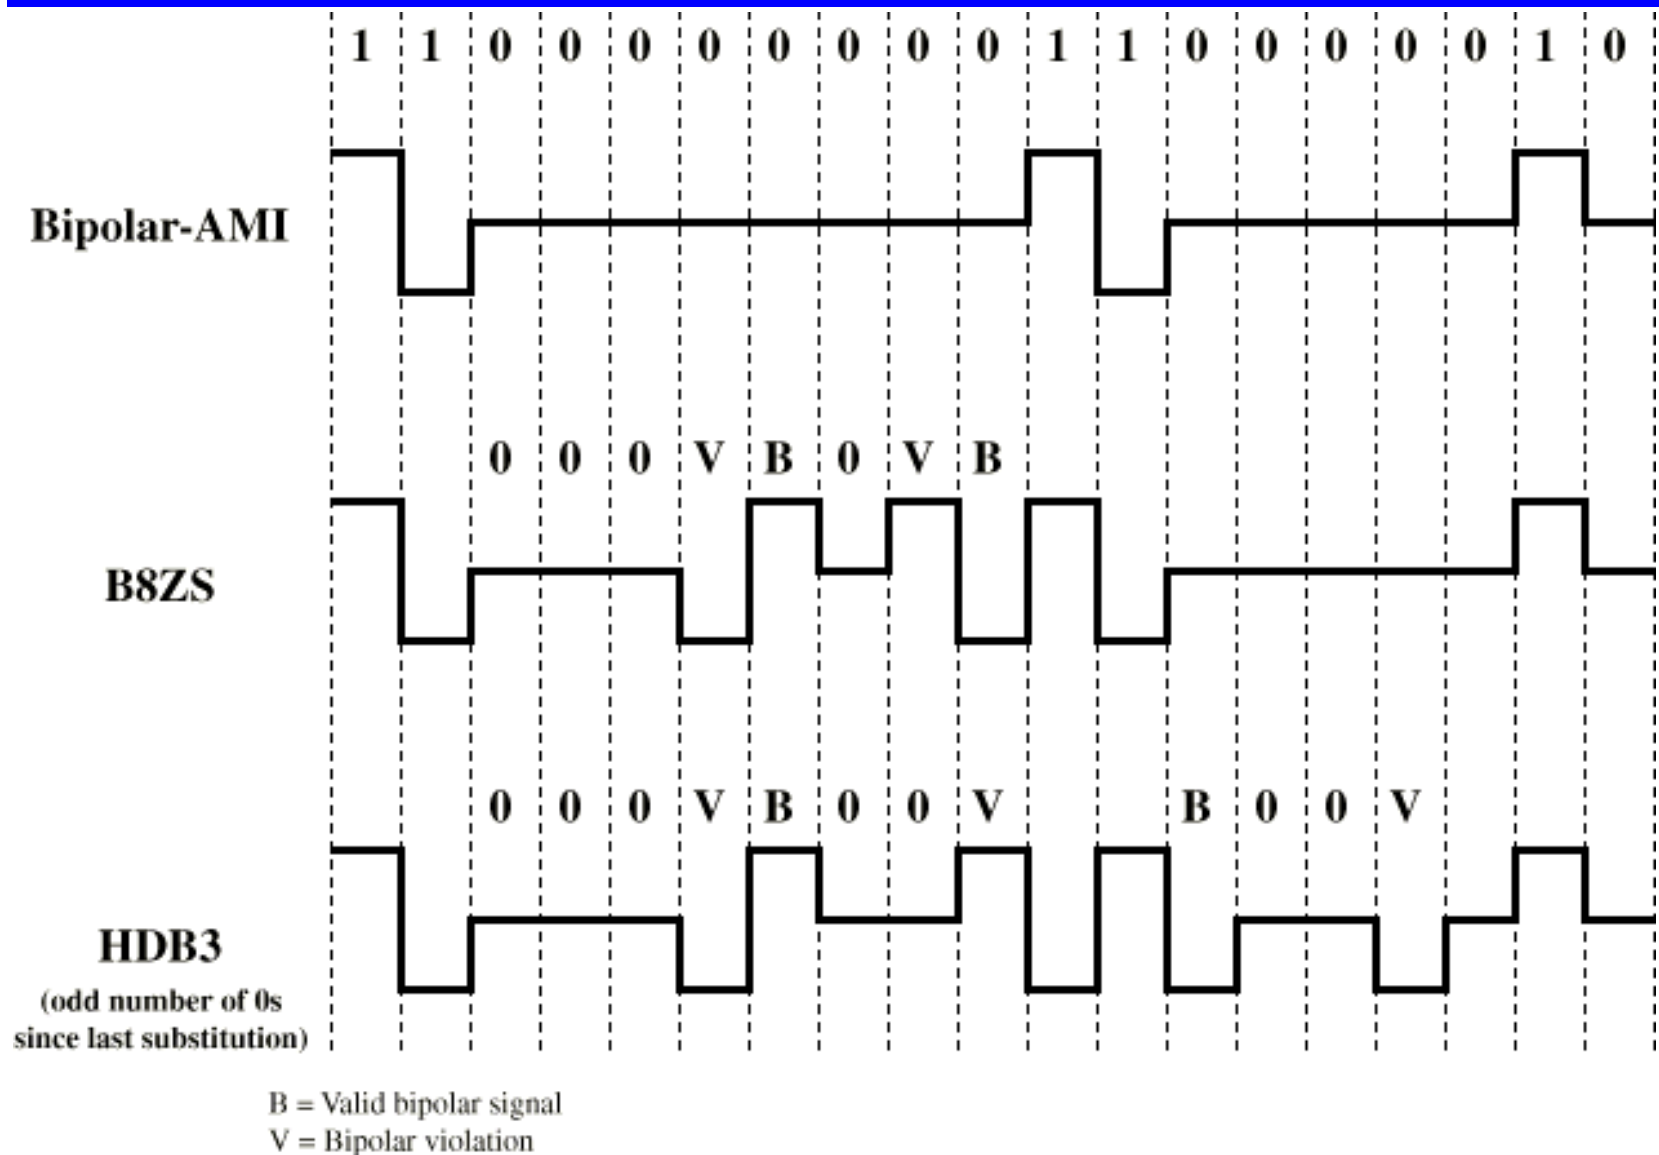 1 1 0 0 0 0 0 0 0 0 1 1 0 0 0 0 0 1 0
Bipolar-AMI
0 0 0 V B 0 V B
B8ZS
0 0 0 V B 0 0 V B 0 0 V
HDB3
(odd number of 0s
since last substitution)
B = Valid bipolar signal
V = Bipolar violation